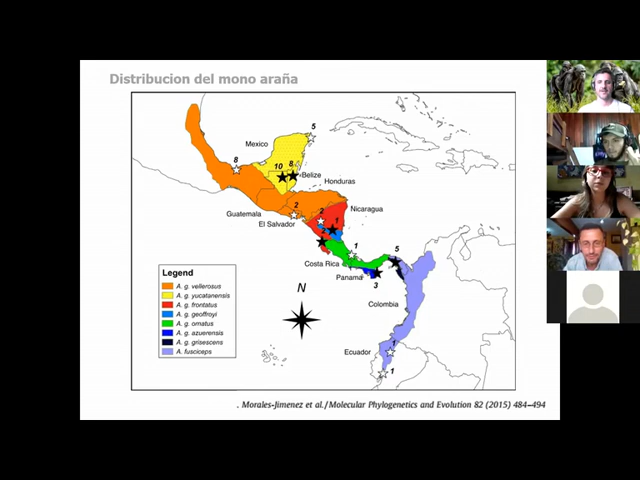 Distribucion del mono araña
Mexico
5
8
10
8
Belize
Honduras
2
Guatemala
El Salvador
2
Nicaragua
1
2
1
5
Costa Rica
Panama
3
Colombia
Legend
A. g. vellerosus
A. g. yucatanensis
A. g. frontatus
A. g. geoffroyi
A. g. ornatus
A. g. azuerensis
A. g. grisescens
A. fusciceps
N
Ecuador
1
1
. Morales-Jimenez et al./Molecular Phylogenetics and Evolution 82 (2015) 484–494